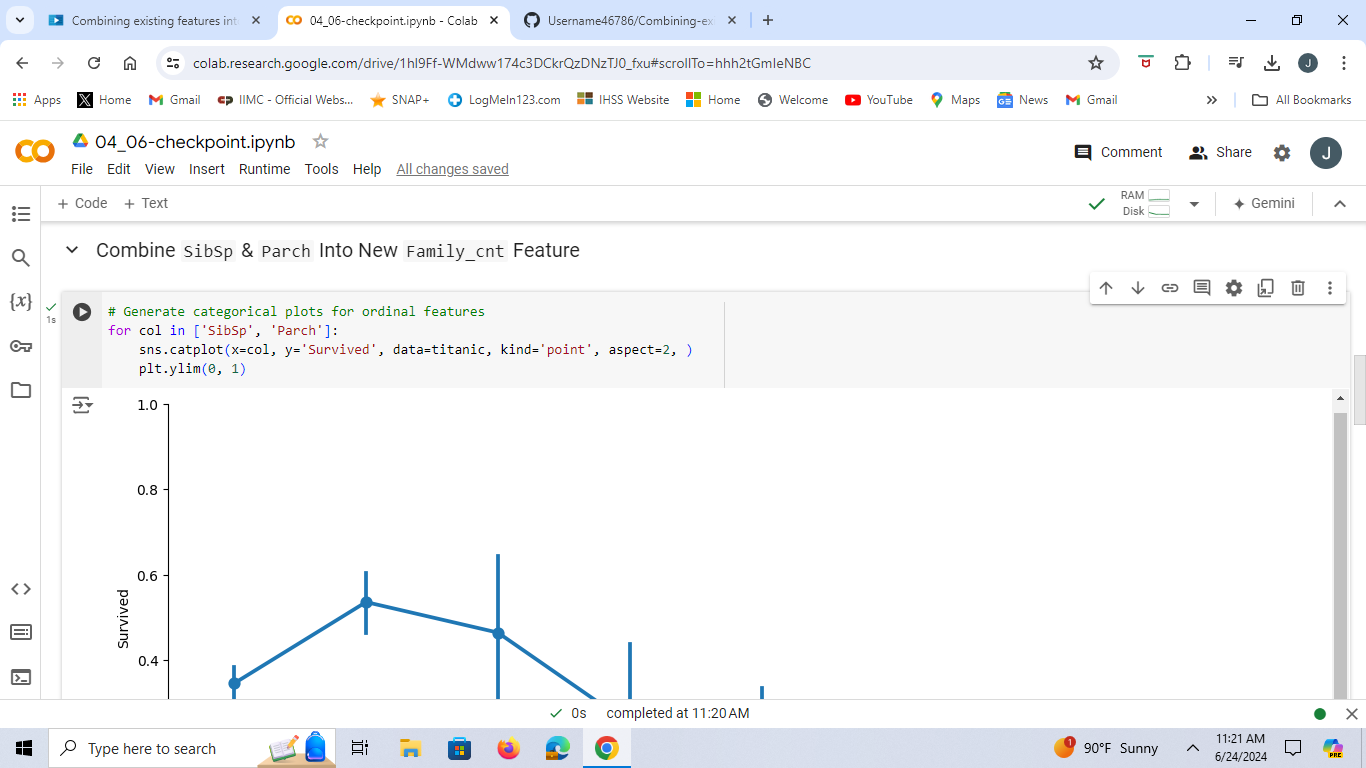 Combining existing features int
04_06-checkpoint.ipynb - Colab
Username46786/Combining-exi
colab.research.google.com/drive/1hl9Ff-WMdww174c3DCkrQzDNzTJ0_fxu#scrollTo=hhh2tGmIeNBC
Apps
Home
Gmail
IIMC - Official Webs...
SNAP+
LogMeIn123.com
IHSS Website
Home
Welcome
YouTube
Maps
News
Gmail
All Bookmarks
04_06-checkpoint.ipynb
File Edit View Insert Runtime Tools Help All changes saved
Comment
Share
J
+ Code + Text
RAM
Disk
Gemini
Combine SibSp & Parch Into New Family_cnt Feature
1s
# Generate categorical plots for ordinal features
for col in ['SibSp', 'Parch']:
    sns.catplot(x=col, y='Survived', data=titanic, kind='point', aspect=2, )
    plt.ylim(0, 1)
1.0
0.8
0.6
0.4
Survived
0s completed at 11:20 AM
Type here to search
1
90°F Sunny
11:21 AM
6/24/2024
PRE